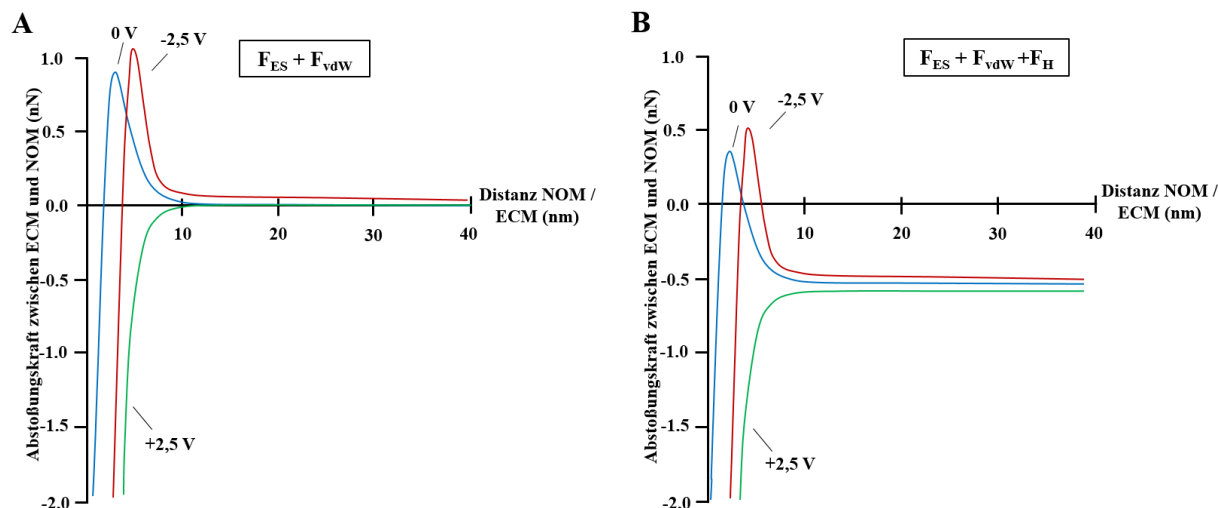 A
0 V
-2,5 V
F_ES + F_vdW
Abstoßungskraft zwischen ECM und NOM (nN)
1.0
0.5
0.0
-0.5
-1.0
-1.5
-2.0
10
20
30
40
Distanz NOM /
ECM (nm)
+2,5 V
B
0 V
-2,5 V
F_ES + F_vdW +F_H
Abstoßungskraft zwischen ECM und NOM (nN)
1.0
0.5
0.0
-0.5
-1.0
-1.5
-2.0
10
20
30
40
Distanz NOM /
ECM (nm)
+2,5 V